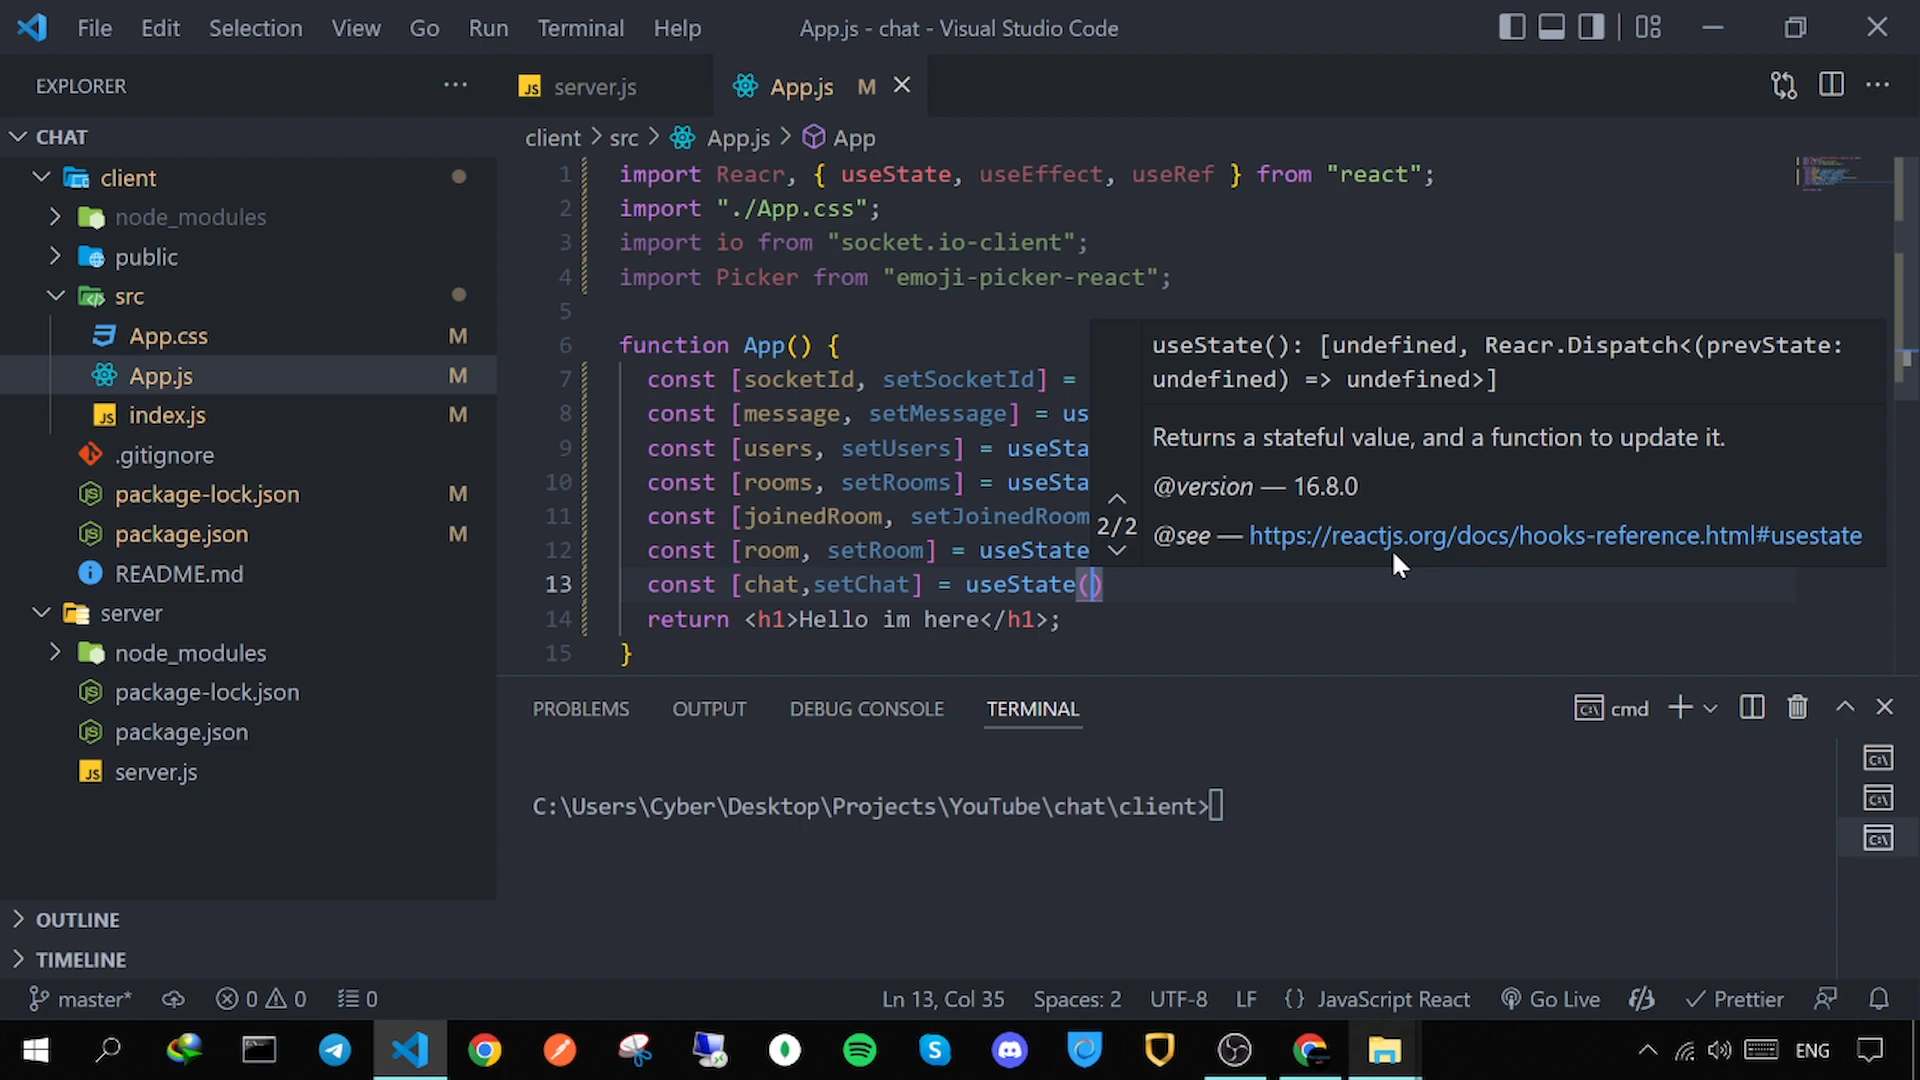 File Edit Selection View Go Run Terminal Help
App.js - chat - Visual Studio Code
EXPLORER
CHAT
client
node_modules
public
src
App.css M
App.js M
index.js M
.gitignore
package-lock.json M
package.json M
README.md
server
node_modules
package-lock.json
package.json
server.js
OUTLINE
TIMELINE
server.js
App.js M
client > src > App.js > App
1 import Reacr, { useState, useEffect, useRef } from "react";
2 import "./App.css";
3 import io from "socket.io-client";
4 import Picker from "emoji-picker-react";
5
6 function App() {
7 const [socketId, setSocketId] =
8 const [message, setMessage] = us
9 const [users, setUsers] = useSta
10 const [rooms, setRooms] = useSta
11 const [joinedRoom, setJoinedRoom
12 const [room, setRoom] = useState
13 const [chat,setChat] = useState()
14 return <h1>Hello im here</h1>;
15 }
2/2
useState(): [undefined, Reacr.Dispatch<(prevState:
undefined) => undefined>]
Returns a stateful value, and a function to update it.
@version — 16.8.0
@see — https://reactjs.org/docs/hooks-reference.html#usestate
PROBLEMS OUTPUT DEBUG CONSOLE TERMINAL
cmd
C:\Users\Cyber\Desktop\Projects\YouTube\chat\client>
master* 0 0 0
Ln 13, Col 35 Spaces: 2 UTF-8 LF {} JavaScript React Go Live Prettier
ENG